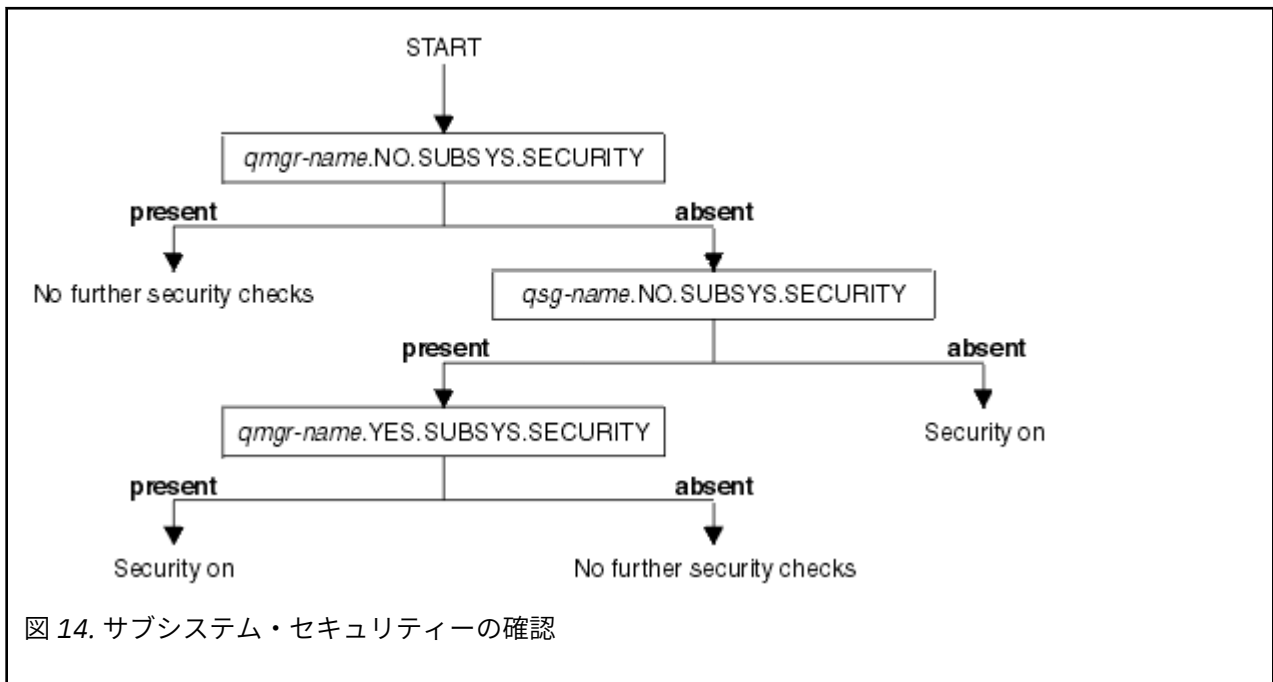 START
qmgr-name.NO.SUBSYS.SECURITY
present absent
No further security checks
qsg-name.NO.SUBSYS.SECURITY
present absent
qmgr-name.YES.SUBSYS.SECURITY
Security on
present absent
Security on
No further security checks
図 14. サブシステム・セキュリティーの確認